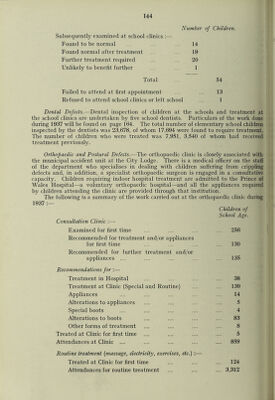 144
Number of Children.
Subsequently examined at school clinics :—
Found to be normal ... 14
Found to after treatment ... 19
Further treatment required ... 20
Unlikely to benefit further ... 1
Total ... 54
Failed to attend at first appointment ... 13
Refused to attend school clinics or left school ... 1
Dental Defects.—Dental inspection of children at the schools and treatment at
the school clinics are undertaken by five school dentists. Particulars of the work done
during 1937 will be found on page 164. The total number of elementary school children
inspected by the dentists was 23,678, of whom 17,694 were found to require treatment.
The number of children who were treated was 7,981, 3,540 of whom had received
treatment previously.
Orthopaedic and Postural Defects.—The orthopaedic clinic is closely associated with
the municipal accident unit at the City Lodge. There is a medical officer on the staff
of the department who specialises in dealing with children suffering from crippling
defects and, in addition, a specialist orthopaedic surgeon is engaged in a consultative
capacity. Children requiring indoor hospital treatment are admitted to the Prince of
Wales Hospital—a voluntary orthopaedic hospital—and all the appliances required
by children attending the clinic are provided through that institution.
The following is a summary of the work carried out at the orthopaedic clinic during
1937 :—
Children of
School Age.
Consultation Clinic :—
Examined for first time ... 256
Recommended for treatment and/or appliances
for first time ... 130
Recommended for further treatment and/or
appliances ... 135
Recommendations for :—
Treatment in Hospital ... 36
Treatment at Clinic (Special and Routine) ... 139
Appliances ... 14
Alterations to appliances ... 5
Special boots ... 4
Alterations to boots ... 83
Other forms of treatment ... 8
Treated at Clinic for first time ... 5
Attendances at Clinic ... 899
Routine treatment (massage, electricity, exercises, etc.) :—
Treated at Clinic for first time ... 124
Attendances for routine treatment ... 3,312